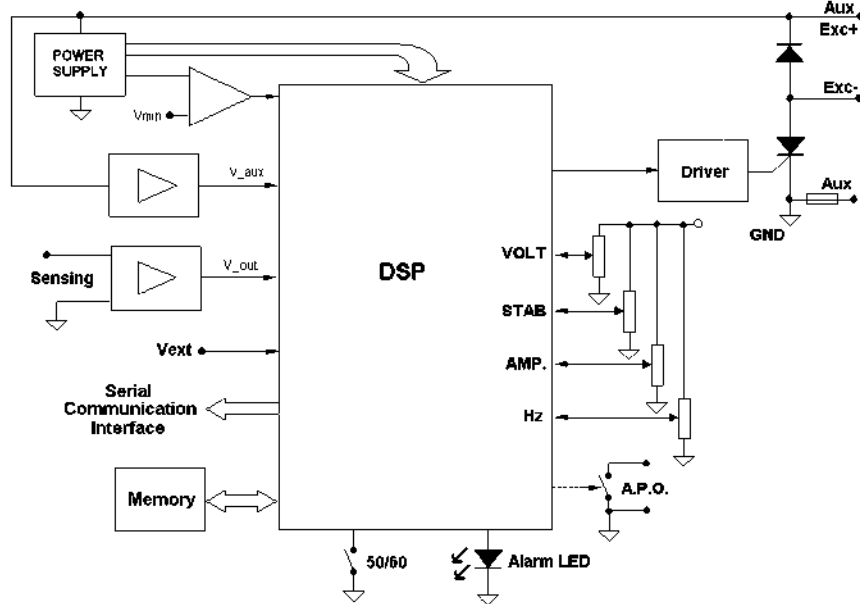 Aux
Exc+
POWER
SUPPLY
Exc-
Vmin
Driver
V_aux
Aux
GND
VOLT
V_out
DSP
Sensing
STAB
Vext
AMP.
Serial
Communication
Interface
Hz
Memory
A.P.O.
50/60
Alarm LED